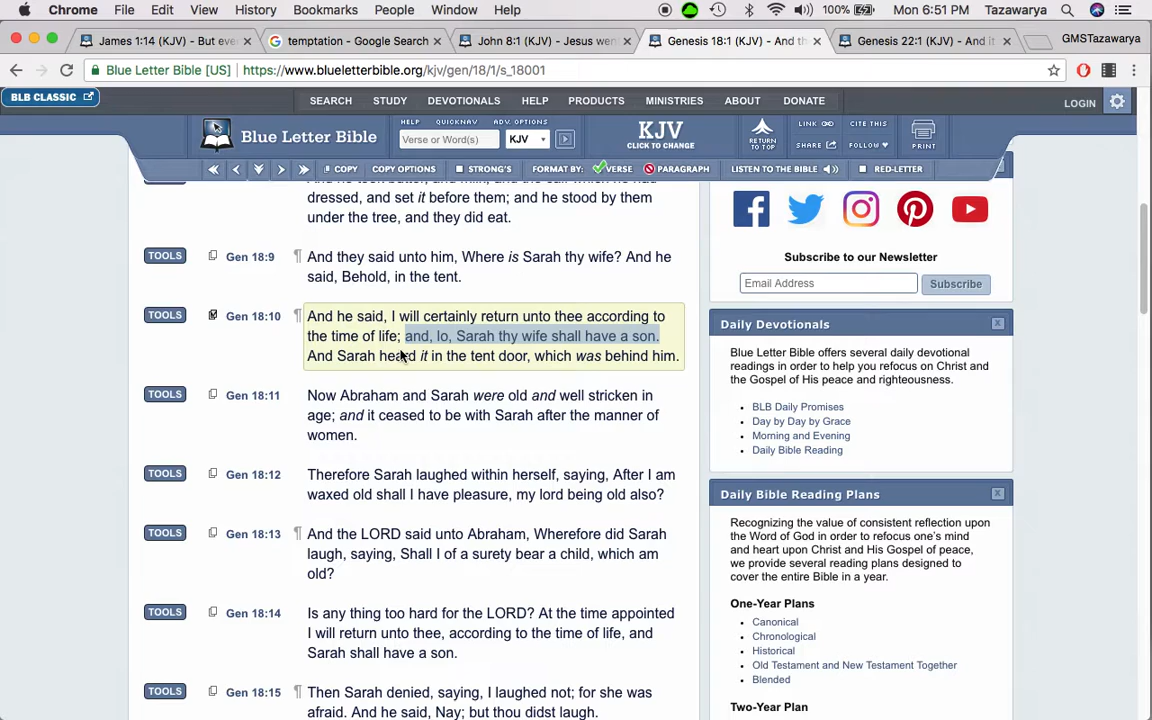 Chrome File Edit View History Bookmarks People Window Help 100% Mo 6:51 PM Tazawarya
James 1:14 (KJV) - But eve temptation - Google Search John 8:1 (KJV) - Jesus wen Genesis 18:1 (KJV) - And th Genesis 22:1 (KJV) - And it GMSTazawarya
Blue Letter Bible [US] https://www.blueletterbible.org/kjv/gen/18/1/s_18001
BLB CLASSIC SEARCH STUDY DEVOTIONALS HELP PRODUCTS MINISTRIES ABOUT DONATE LOGIN
HELP QUICKNAV ADV. OPTIONS
Blue Letter Bible Verse or Word(s) KJV
KJV
CLICK TO CHANGE
RETURN
TO TOP
LINK CITE THIS
SHARE FOLLOW PRINT
COPY COPY OPTIONS STRONG'S FORMAT BY: VERSE PARAGRAPH LISTEN TO THE BIBLE RED-LETTER
And he took butter, and milk, and the calf which he had
dressed, and set it before them; and he stood by them
under the tree, and they did eat.
TOOLS Gen 18:9 ¶ And they said unto him, Where is Sarah thy wife? And he
said, Behold, in the tent.
TOOLS Gen 18:10 ¶ And he said, I will certainly return unto thee according to
the time of life; and, lo, Sarah thy wife shall have a son.
And Sarah heard it in the tent door, which was behind him.
TOOLS Gen 18:11 Now Abraham and Sarah were old and well stricken in
age; and it ceased to be with Sarah after the manner of
women.
TOOLS Gen 18:12 Therefore Sarah laughed within herself, saying, After I am
waxed old shall I have pleasure, my lord being old also?
TOOLS Gen 18:13 ¶ And the LORD said unto Abraham, Wherefore did Sarah
laugh, saying, Shall I of a surety bear a child, which am
old?
TOOLS Gen 18:14 Is any thing too hard for the LORD? At the time appointed
I will return unto thee, according to the time of life, and
Sarah shall have a son.
TOOLS Gen 18:15 Then Sarah denied, saying, I laughed not; for she was
afraid. And he said, Nay; but thou didst laugh.
Subscribe to our Newsletter
Email Address Subscribe
Daily Devotionals
Blue Letter Bible offers several daily devotional
readings in order to help you refocus on Christ and
the Gospel of His peace and righteousness.
BLB Daily Promises
Day by Day by Grace
Morning and Evening
Daily Bible Reading
Daily Bible Reading Plans
Recognizing the value of consistent reflection upon
the Word of God in order to refocus one's mind
and heart upon Christ and His Gospel of peace,
we provide several reading plans designed to
cover the entire Bible in a year.
One-Year Plans
Canonical
Chronological
Historical
Old Testament and New Testament Together
Blended
Two-Year Plan